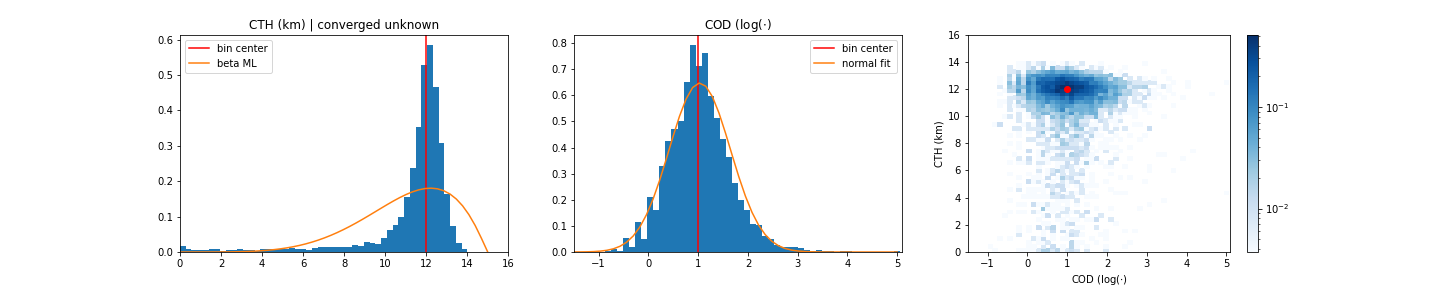 CTH (km) | converged unknown
bin center
beta ML
0.6
0.5
0.4
0.3
0.2
0.1
0.0
0 2 4 6 8 10 12 14 16
COD (log(·)
bin center
normal fit
0.8
0.7
0.6
0.5
0.4
0.3
0.2
0.1
0.0
−1 0 1 2 3 4 5
CTH (km)
16
14
12
10
8
6
4
2
0
−1 0 1 2 3 4 5
COD (log(·)
10⁻¹
10⁻²